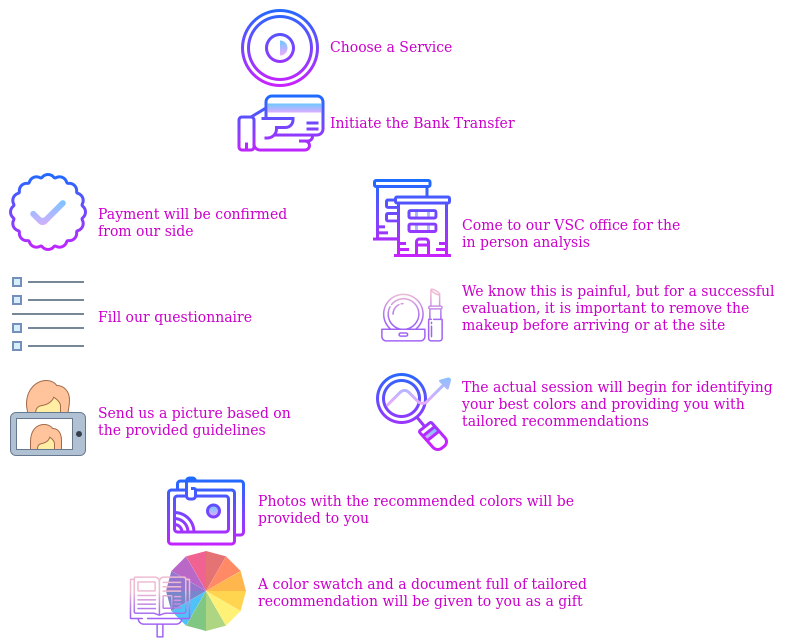 Choose a Service
Initiate the Bank Transfer
Payment will be confirmed
from our side
Fill our questionnaire
Send us a picture based on
the provided guidelines
Come to our VSC office for the
in person analysis
We know this is painful, but for a successful
evaluation, it is important to remove the
makeup before arriving or at the site
The actual session will begin for identifying
your best colors and providing you with
tailored recommendations
Photos with the recommended colors will be
provided to you
A color swatch and a document full of tailored
recommendation will be given to you as a gift